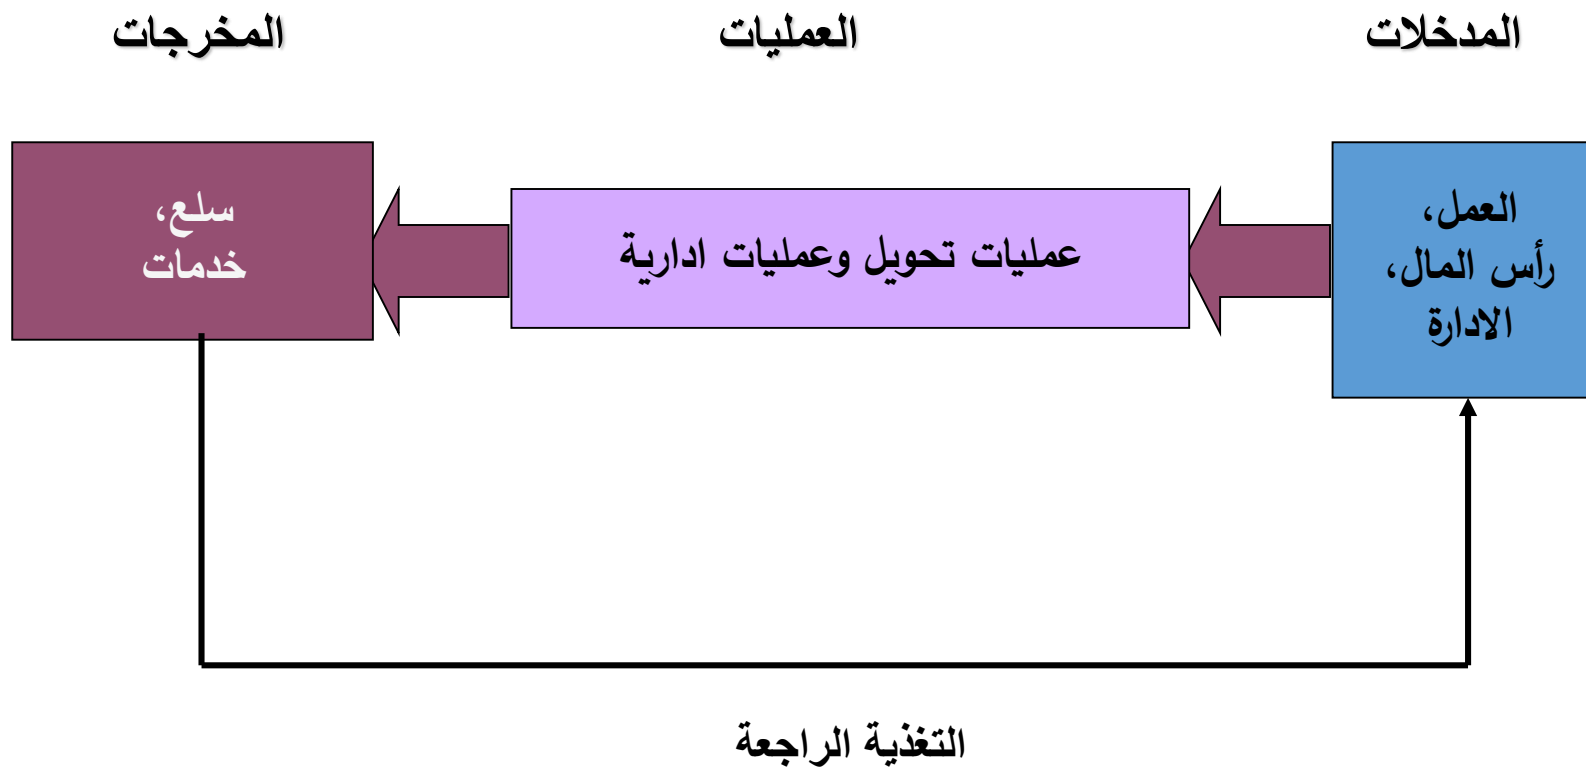 المدخلات
العمليات
المخرجات
العمل،
رأس المال،
الادارة
عمليات تحويل وعمليات ادارية
سلع،
خدمات
التغذية الراجعة